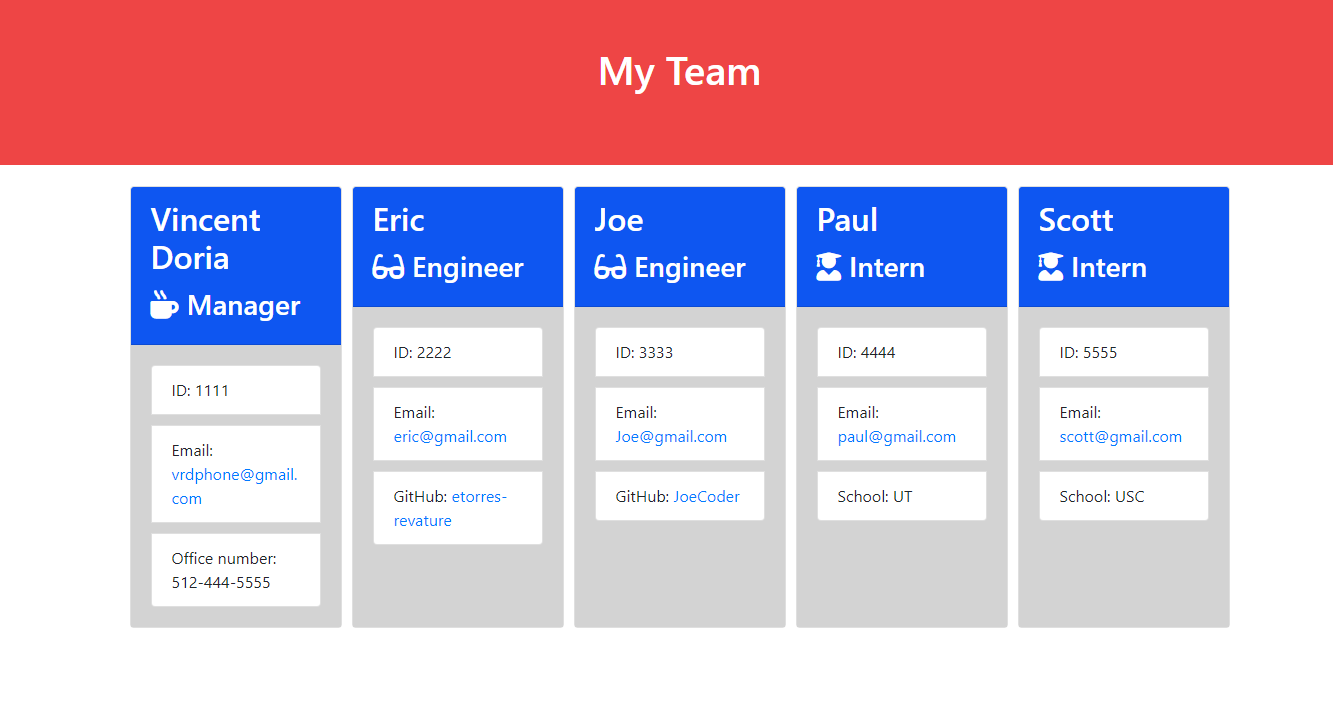 My Team
Vincent
Doria
Manager
ID: 1111
Email:
vrdphone@gmail.
com
Office number:
512-444-5555
Eric
Engineer
ID: 2222
Email:
eric@gmail.com
GitHub: etorres-
revature
Joe
Engineer
ID: 3333
Email:
Joe@gmail.com
GitHub: JoeCoder
Paul
Intern
ID: 4444
Email:
paul@gmail.com
School: UT
Scott
Intern
ID: 5555
Email:
scott@gmail.com
School: USC